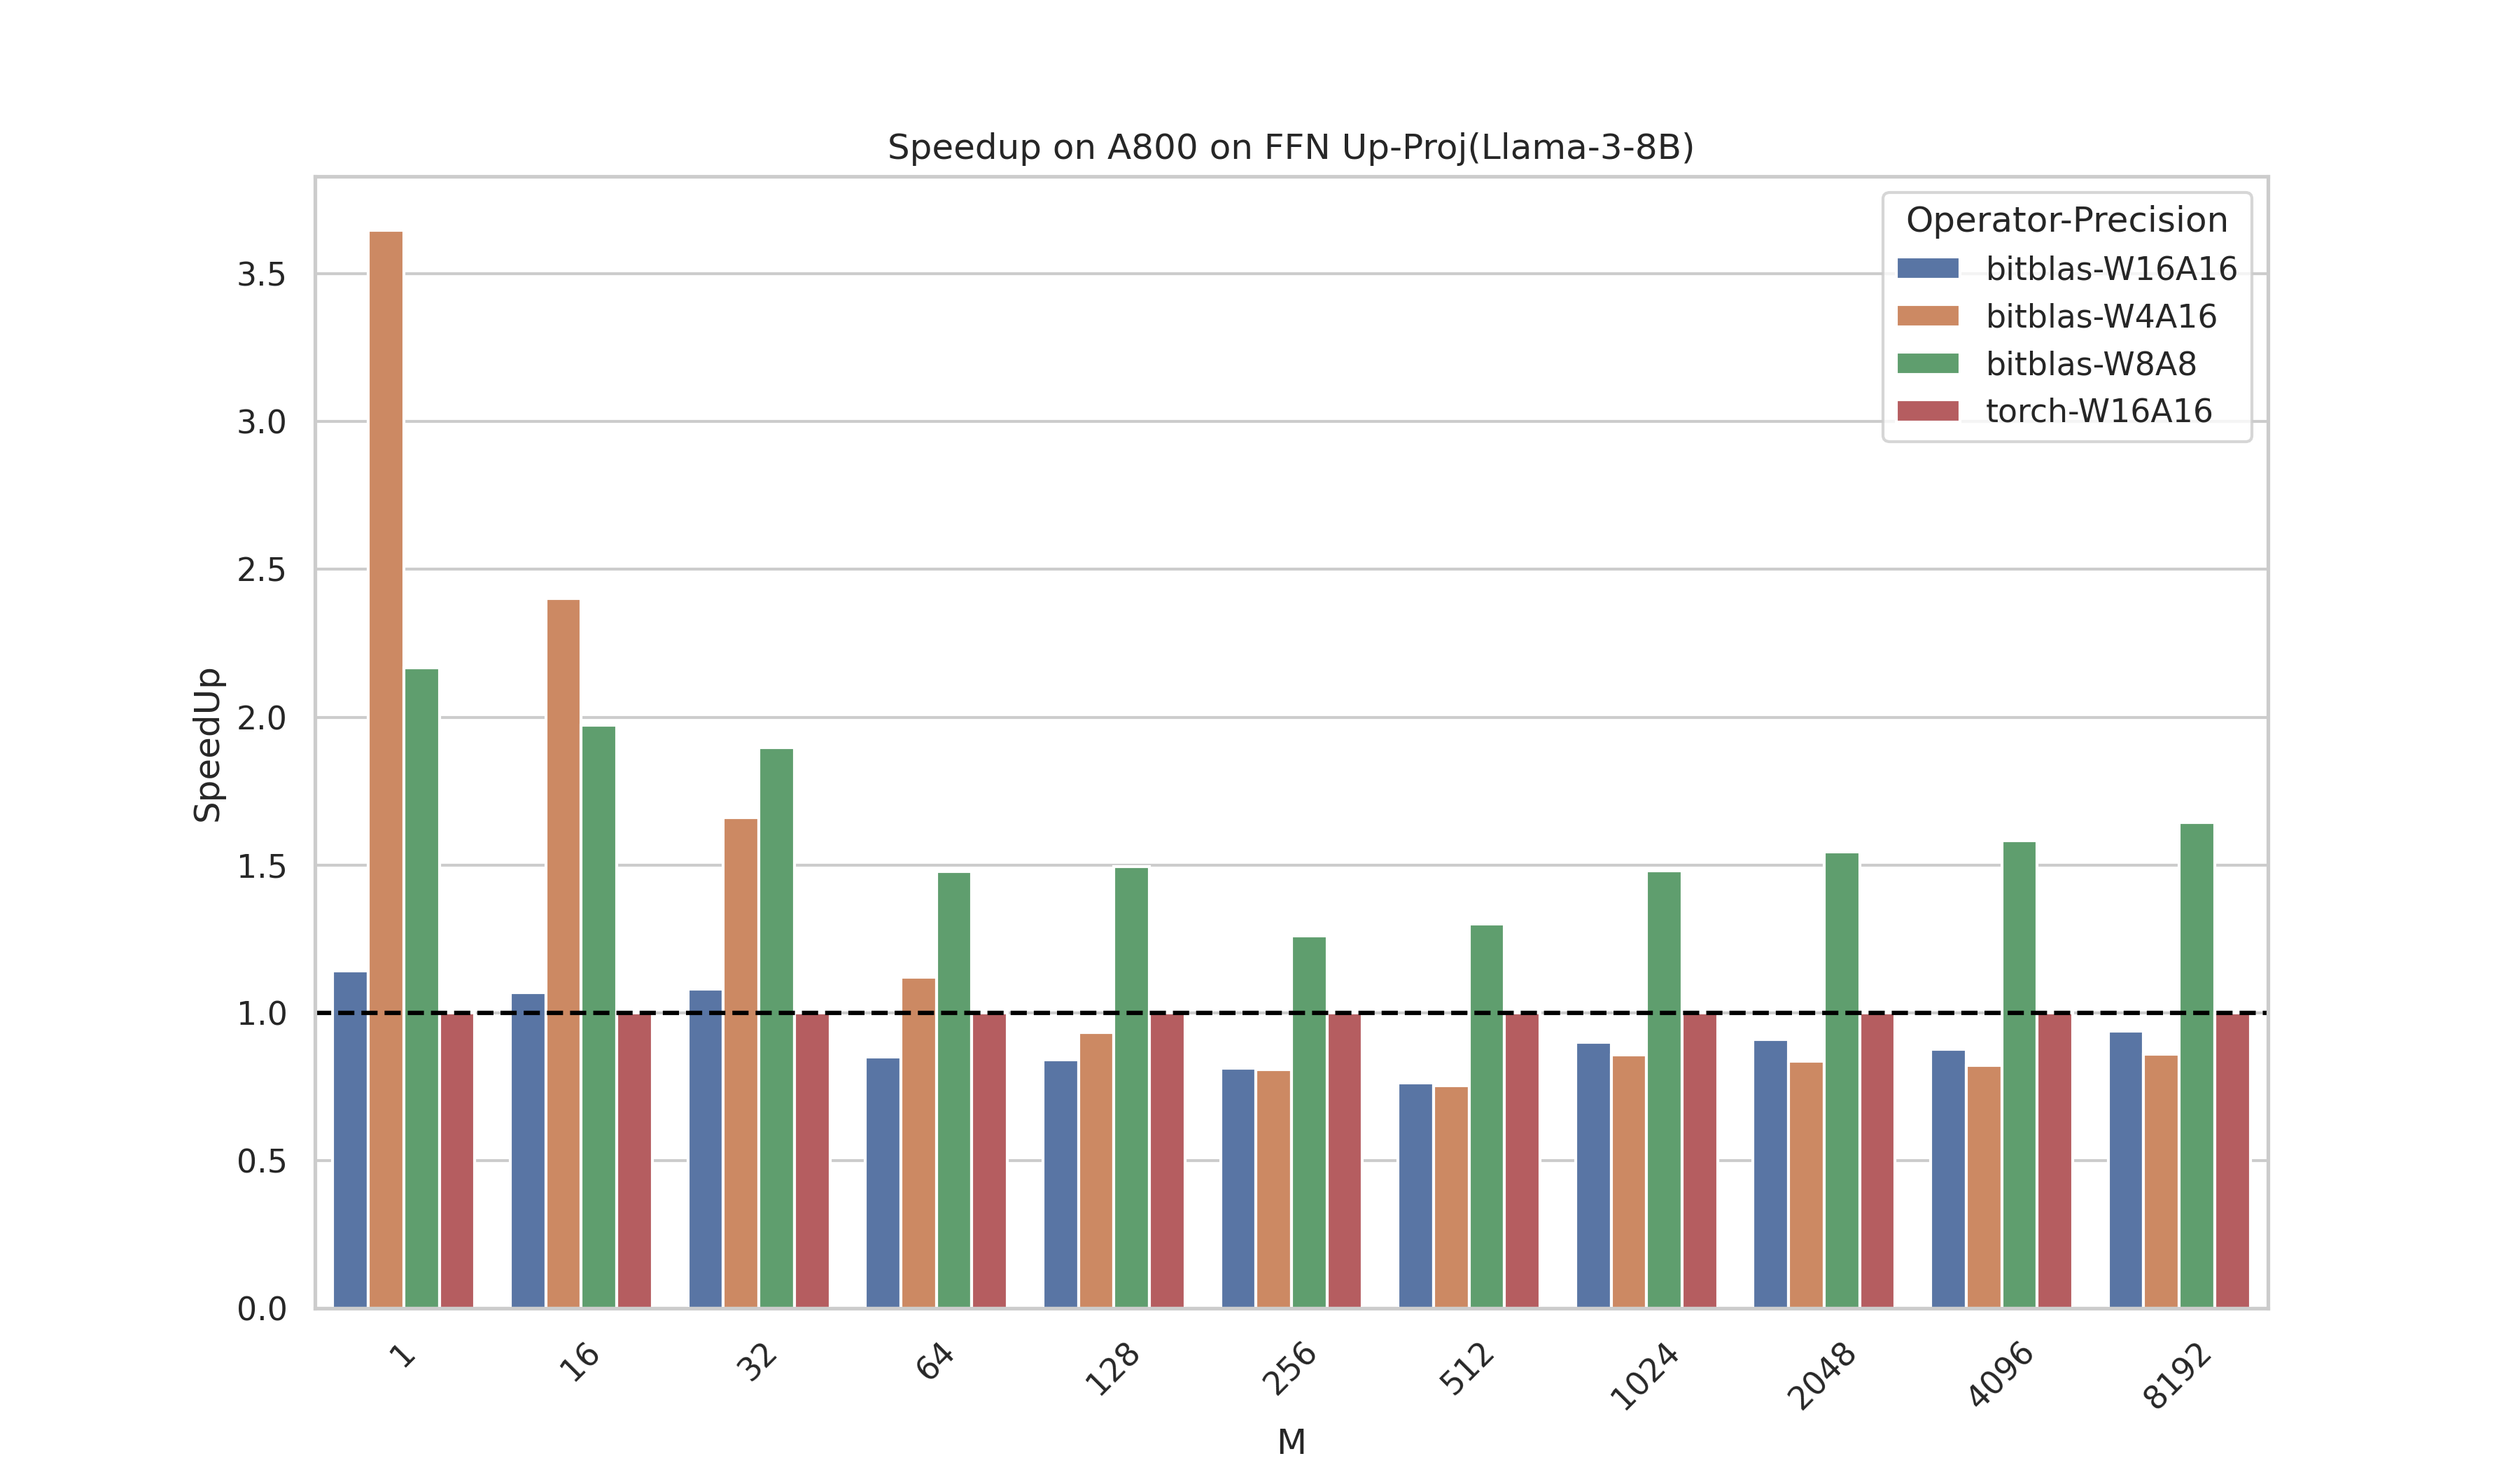 Speedup on A800 on FFN Up-Proj(Llama-3-8B)
Operator-Precision
bitblas-W16A16
bitblas-W4A16
bitblas-W8A8
torch-W16A16
SpeedUp
3.5
3.0
2.5
2.0
1.5
1.0
0.5
0.0
1 16 32 64 128 256 512 1024 2048 4096 8192
M